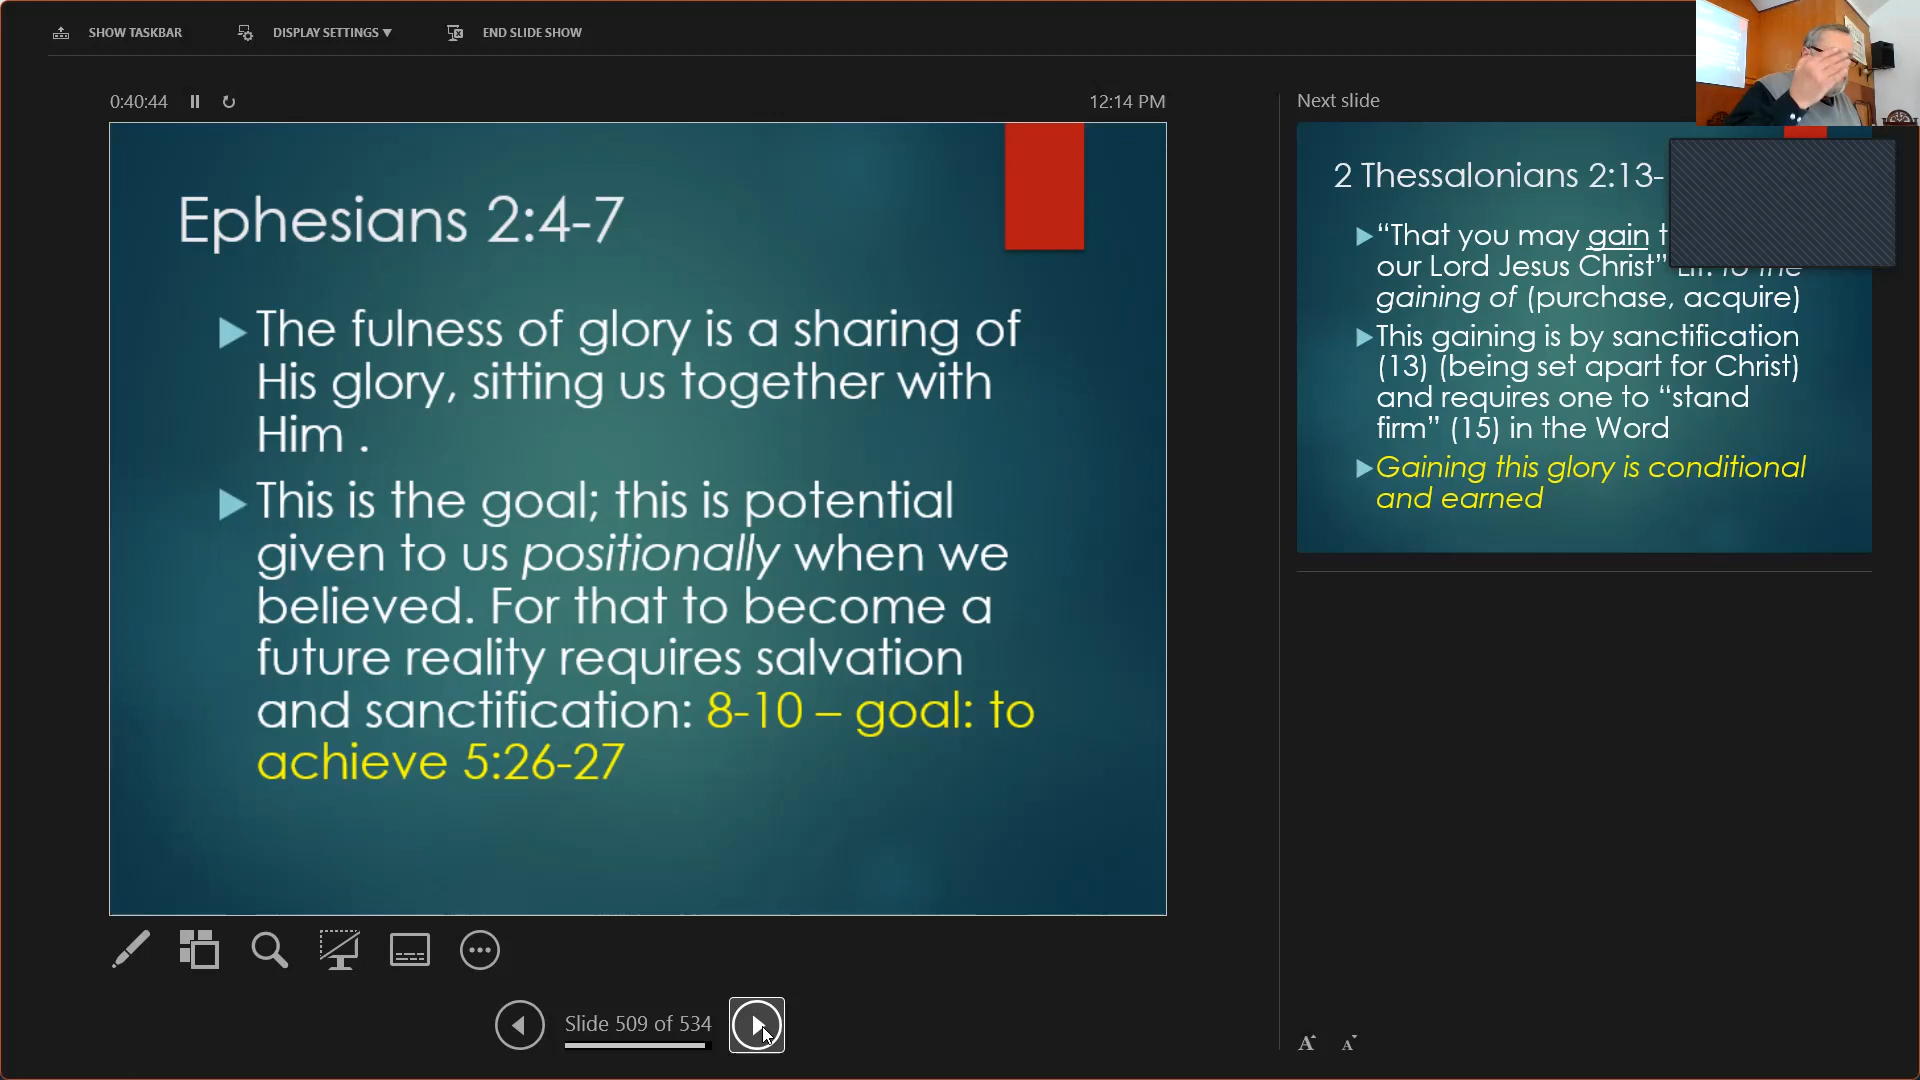 SHOW TASKBAR
DISPLAY SETTINGS ▼
END SLIDE SHOW
0:40:44
12:14 PM
Ephesians 2:4-7
The fulness of glory is a sharing of
His glory, sitting us together with
Him .
This is the goal; this is potential
given to us positionally when we
believed. For that to become a
future reality requires salvation
and sanctification: 8-10 – goal: to
achieve 5:26-27
Slide 509 of 534
Next slide
2 Thessalonians 2:13-
“That you may gain
our Lord Jesus Christ” Lit. to the
gaining of (purchase, acquire)
This gaining is by sanctification
(13) (being set apart for Christ)
and requires one to “stand
firm” (15) in the Word
Gaining this glory is conditional
and earned
A A